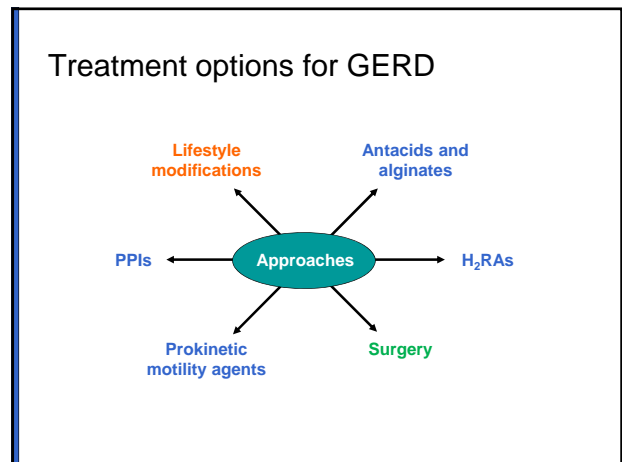 Treatment options for GERD
Lifestyle
modifications
Antacids and
alginates
PPIs
Approaches
H₂RAs
Prokinetic
motility agents
Surgery